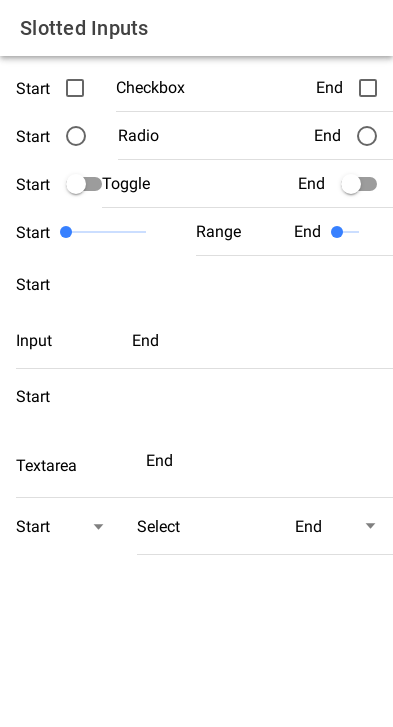 Slotted Inputs
Start Checkbox End
Start Radio End
Start Toggle End
Start Range End
Start
Input End
Start
Textarea End
Start Select End